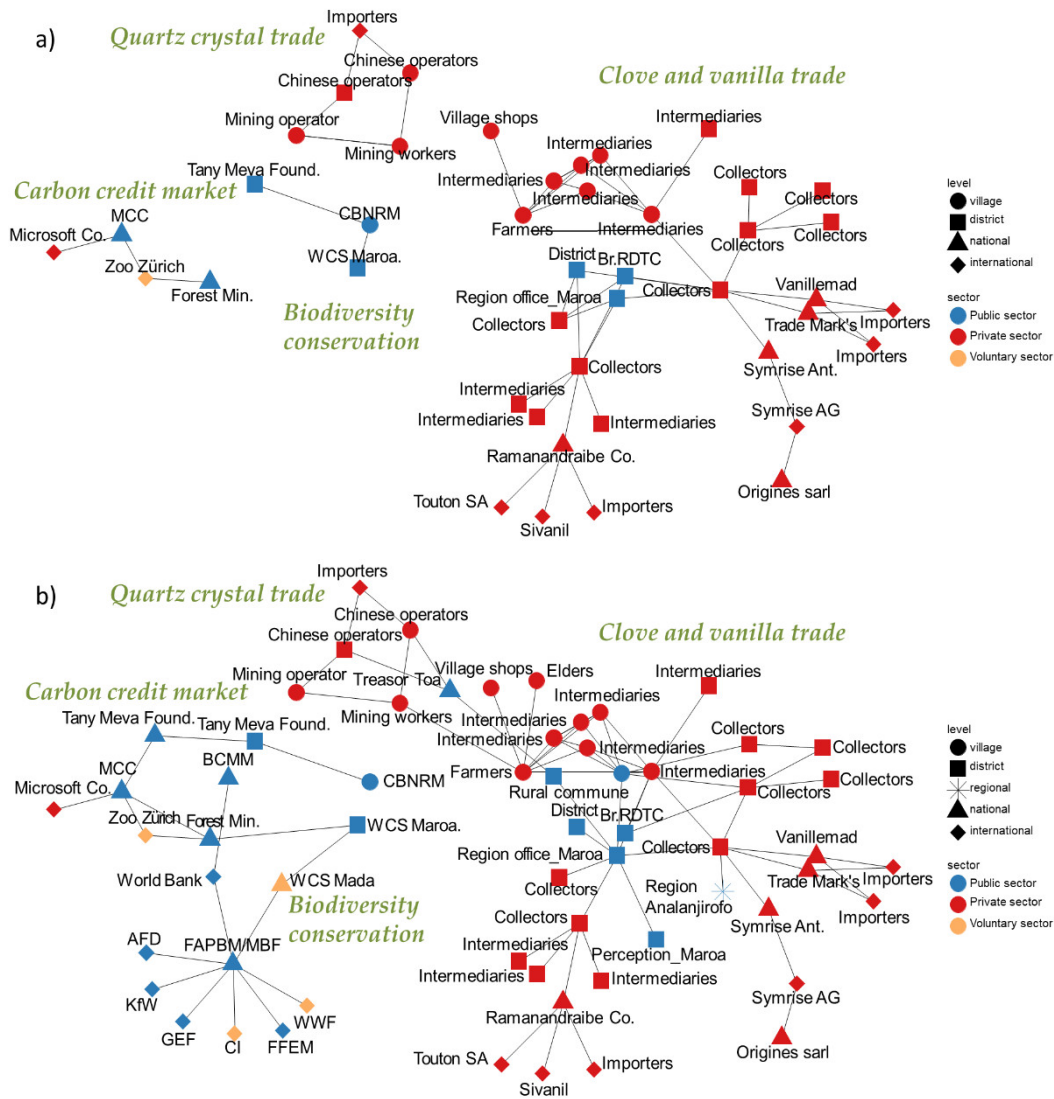 a)
Quartz crystal trade
Importers
Chinese operators
Chinese operators
Mining operator
Mining workers
Clove and vanilla trade
Village shops
Intermediaries
Intermediaries
Intermediaries
Intermediaries
Farmers
Intermediaries
Collectors
Collectors
Collectors
Collectors
Tany Meva Found.
Carbon credit market
MCC
CBNRM
Microsoft Co.
Zoo Zürich
WCS Maroa.
Forest Min.
Biodiversity
conservation
District
Br.RDTC
Region office_Maroa
Collectors
Collectors
Vanillemad
Trade Mark's
Importers
Importers
Collectors
Symrise Ant.
Intermediaries
Intermediaries
Intermediaries
Symrise AG
Ramanandraibe Co.
Origines sarl
Touton SA
Sivanil
Importers
level
village
district
national
international
sector
Public sector
Private sector
Voluntary sector
b)
Quartz crystal trade
Importers
Chinese operators
Chinese operators
Mining operator
Treasor Toa
Mining workers
Clove and vanilla trade
Village shops
Elders
Intermediaries
Intermediaries
Intermediaries
Intermediaries
Intermediaries
Farmers
Intermediaries
Collectors
Collectors
Collectors
Collectors
Carbon credit market
Tany Meva Found.
Tany Meva Found.
MCC
BCMM
CBNRM
Microsoft Co.
Zoo Zürich
Forest Min.
WCS Maroa.
World Bank
WCS Mada
Biodiversity
conservation
AFD
FAPBM/MBF
KfW
GEF
CI
FFEM
WWF
Rural commune
District
Br.RDTC
Region office_Maroa
Collectors
Collectors
Region
Analanjirofo
Vanillemad
Trade Mark's
Importers
Importers
Collectors
Symrise Ant.
Intermediaries
Intermediaries
Intermediaries
Perception_Maroa
Symrise AG
Ramanandraibe Co.
Origines sarl
Touton SA
Sivanil
Importers
level
village
district
regional
national
international
sector
Public sector
Private sector
Voluntary sector